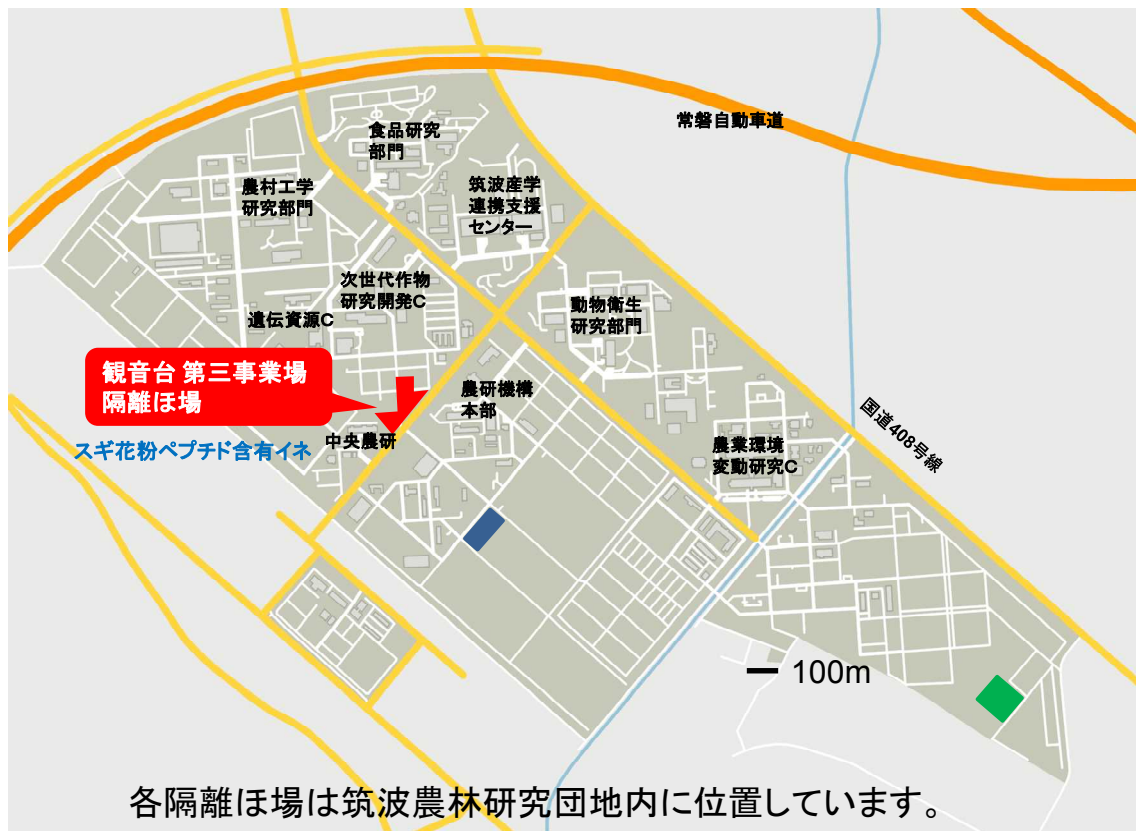 常磐自動車道
食品研究
部門
農村工学
研究部門
筑波産学
連携支援
センター
次世代作物
研究開発C
遺伝資源C
動物衛生
研究部門
観音台 第三事業場
隔離ほ場
農研機構
本部
スギ花粉ペプチド含有イネ
中央農研
農業環境
変動研究C
国道408号線
100m
各隔離ほ場は筑波農林研究団地内に位置しています。